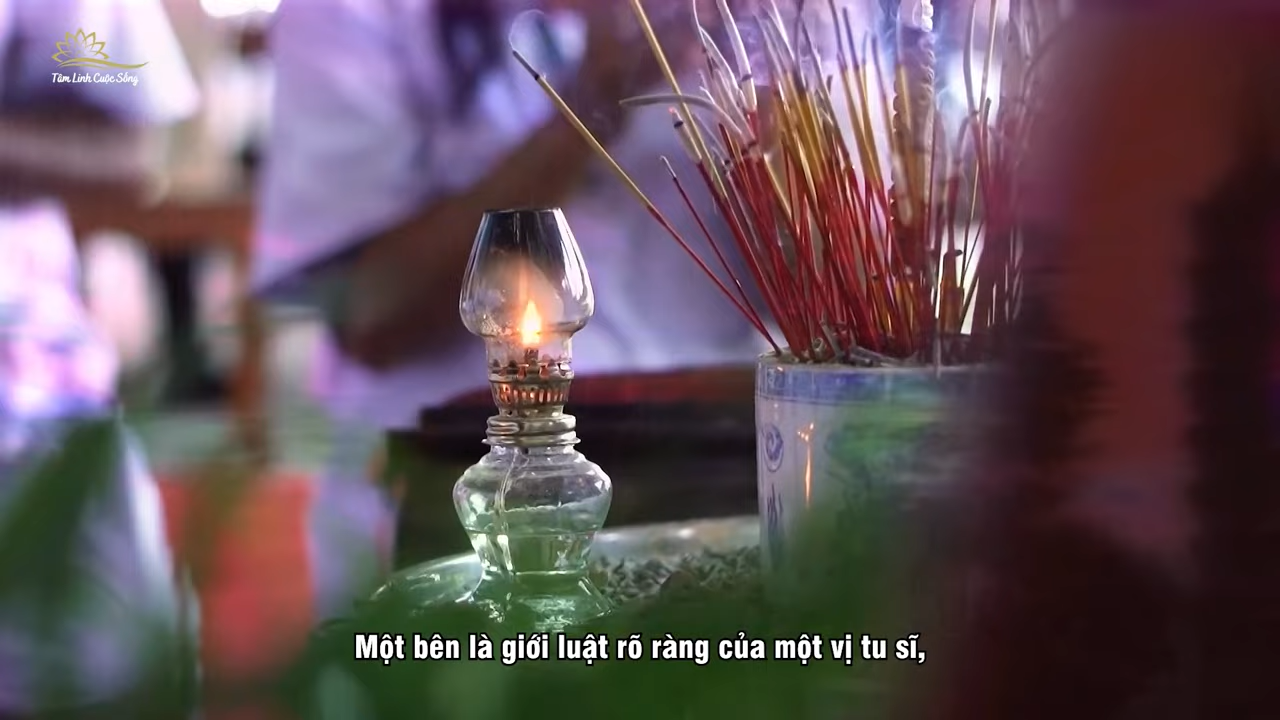 Tâm Linh Cuộc Sống
Một bên là giới luật rõ ràng của một vị tu sĩ,